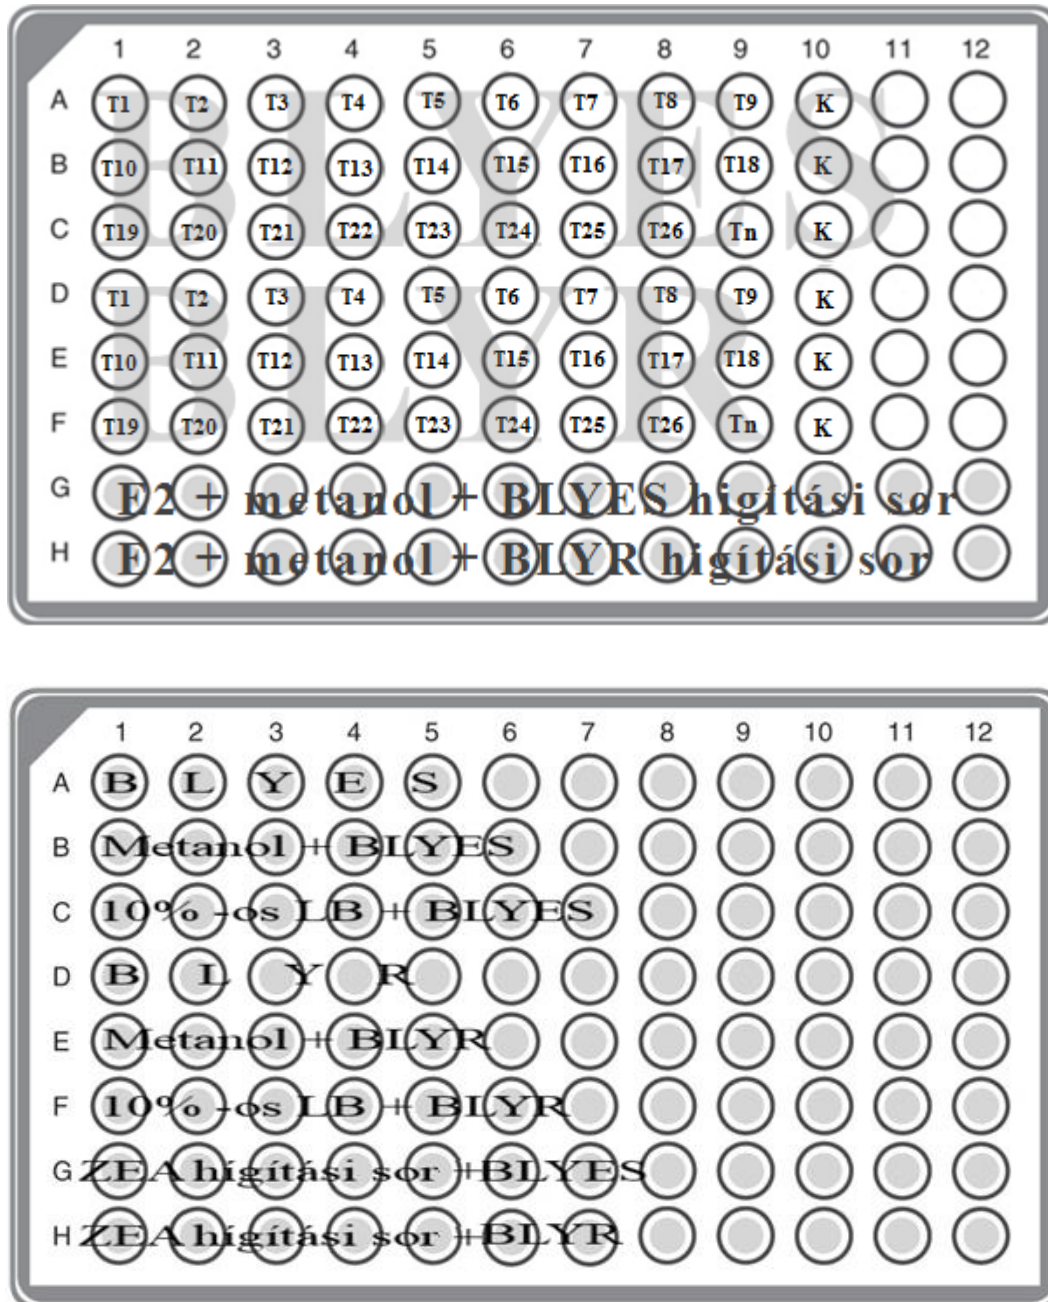 1 2 3 4 5 6 7 8 9 10 11 12
A T1 T2 T3 T4 T5 T6 T7 T8 T9 K
BLYES
B T10 T11 T12 T13 T14 T15 T16 T17 T18 K
C T19 T20 T21 T22 T23 T24 T25 T26 Tn K
D T1 T2 T3 T4 T5 T6 T7 T8 T9 K
BLYR
E T10 T11 T12 T13 T14 T15 T16 T17 T18 K
F T19 T20 T21 T22 T23 T24 T25 T26 Tn K
G E2 + metanol + BLYES higítási sor
H E2 + metanol + BLYR higítási sor
1 2 3 4 5 6 7 8 9 10 11 12
A B L Y E S
B Metanol + BLYES
C 10% -os LB + BLYES
D B L Y R
E Metanol + BLYR
F 10% -os LB + BLYR
G ZEA hígítási sor +BLYES
H ZEA hígítási sor +BLYR